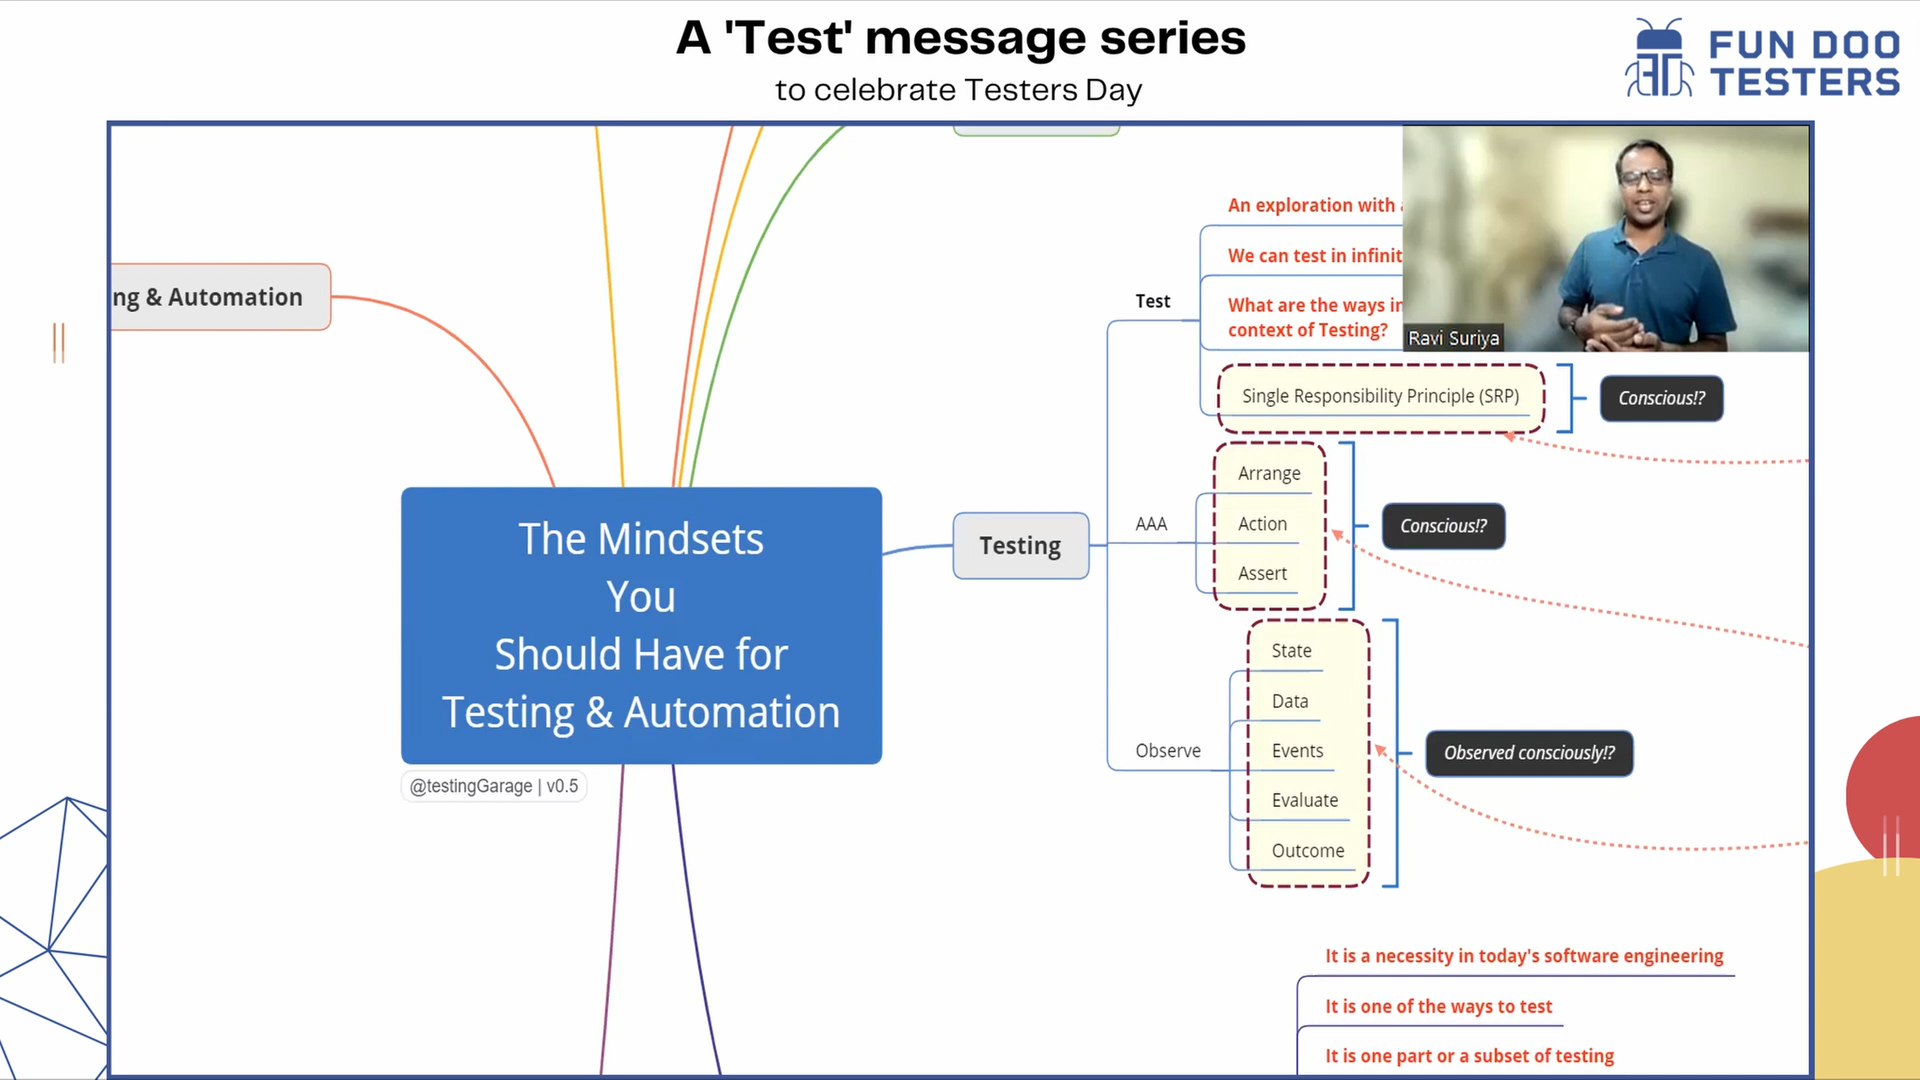 A 'Test' message series
to celebrate Testers Day
FUN DOO
TESTERS
ng & Automation
The Mindsets
You
Should Have for
Testing & Automation
@testingGarage | v0.5
Testing
Test
An exploration with
We can test in infinit
What are the ways in
context of Testing?
Single Responsibility Principle (SRP)
Conscious!?
AAA
Arrange
Action
Assert
Conscious!?
Observe
State
Data
Events
Evaluate
Outcome
Observed consciously!?
Ravi Suriya
It is a necessity in today's software engineering
It is one of the ways to test
It is one part or a subset of testing